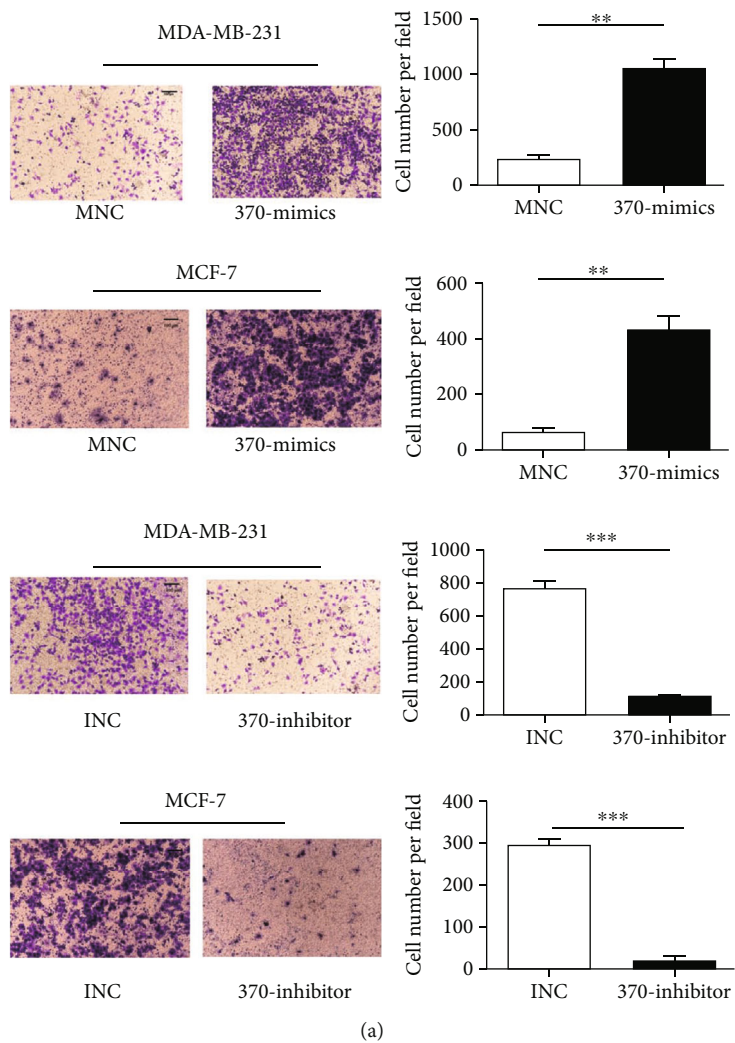 MDA-MB-231
MNC
370-mimics
Cell number per field
1500
1000
500
0
**
MNC
370-mimics
MCF-7
MNC
370-mimics
Cell number per field
600
400
200
0
**
MNC
370-mimics
MDA-MB-231
INC
370-inhibitor
Cell number per field
1000
800
600
400
200
0
***
INC
370-inhibitor
MCF-7
INC
370-inhibitor
Cell number per field
400
300
200
100
0
***
INC
370-inhibitor
(a)